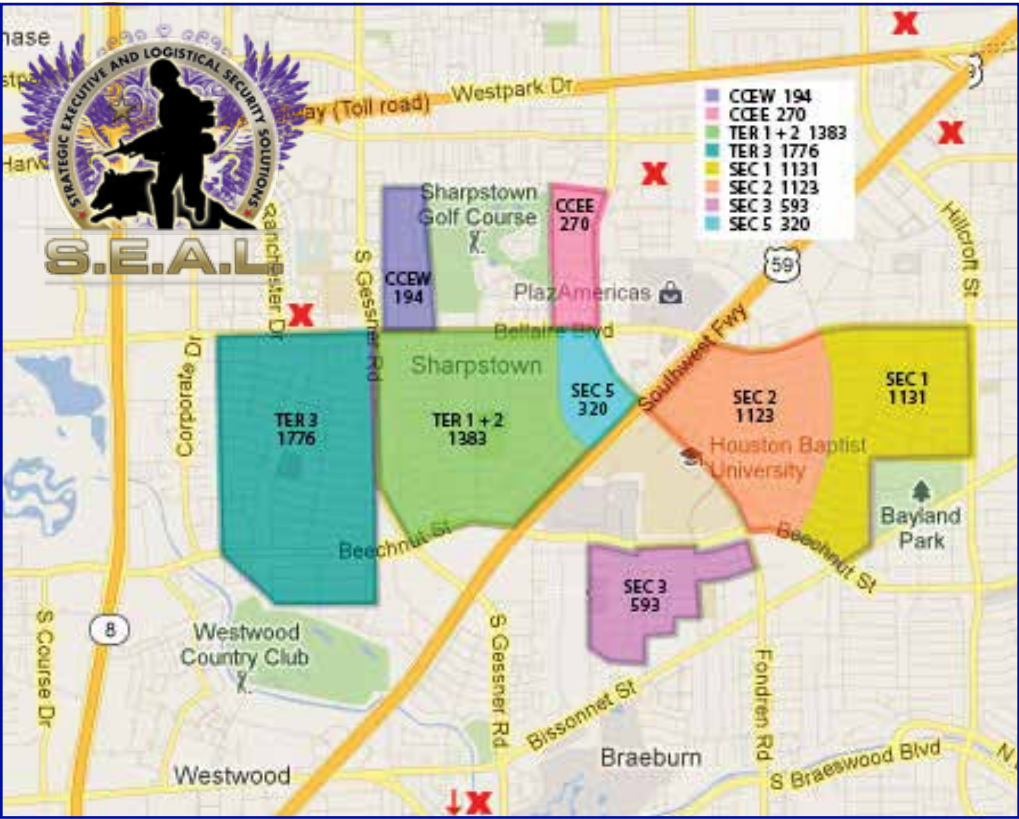 hase
STRATEGIC EXECUTIVE AND LOGISTICAL SECURITY SOLUTIONS
S.E.A.L.
way (Toll road)
Westpark Dr
Harw
CCEW 194
CCEE 270
TER 1 + 2 1383
TER 3 1776
SEC 1 1131
SEC 2 1123
SEC 3 593
SEC 5 320
X
X
X
X
Sharpstown
Golf Course
CCEE
270
CCEW
194
Ranchester Dr
S Gessner Rd
Hillcroft St
59
PlazAmericas
Bellaire Blvd
Southwest Fwy
Corporate Dr
Sharpstown
TER 3
1776
TER 1 + 2
1383
SEC 5
320
SEC 2
1123
SEC 1
1131
Houston Baptist
University
Bayland
Park
Beechnut St
Beechnut St
SEC 3
593
8
S Course Dr
Westwood
Country Club
S Gessner Rd
Bissonnet St
Fondren Rd
Braeburn
Westwood
S Braeswood Blvd
N
↓X